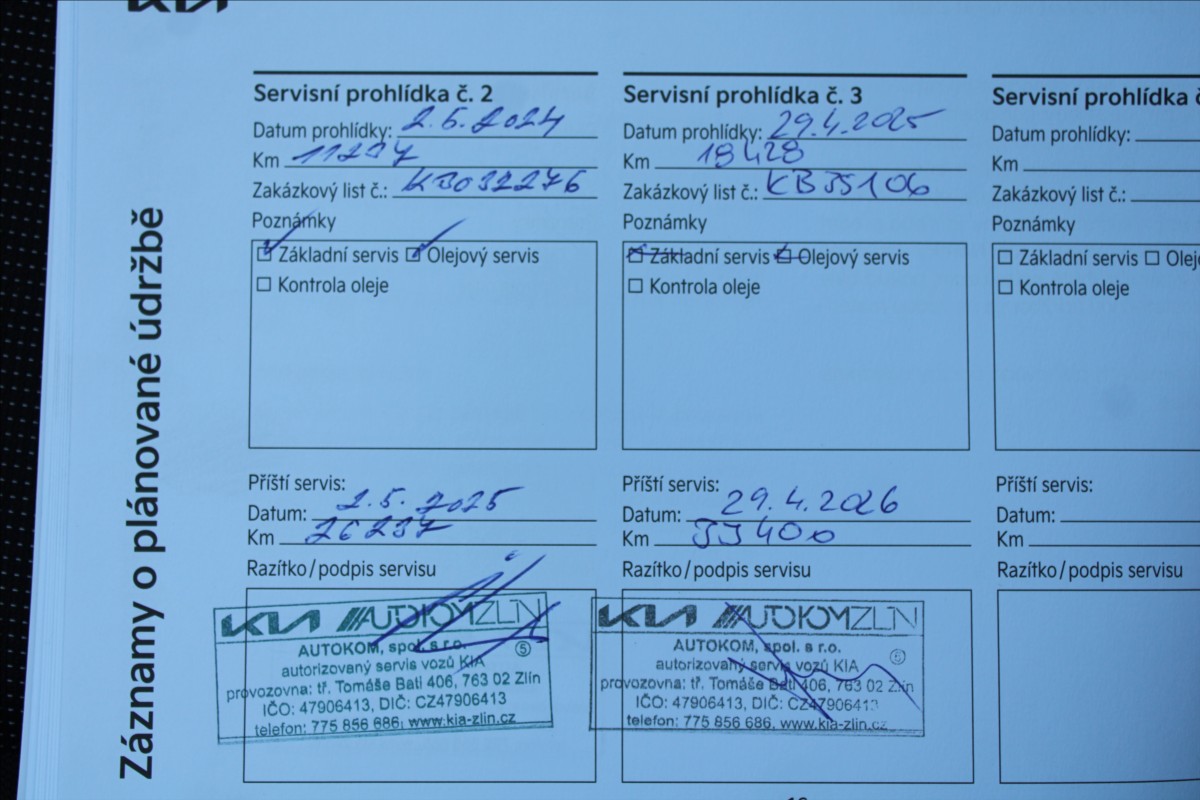 KIA
Záznamy o plánované údržbě
Servisní prohlídka č. 2
Datum prohlídky: 2.5.2024
Km 11237
Zakázkový list č.: KB032276
Poznámky
Základní servis Olejový servis
Kontrola oleje
Příští servis:
Datum: 2.5.2025
Km 26237
Razítko/podpis servisu
KIA AUTOKOMZLÍN
AUTOKOM, spol. s r.o. 5
autorizovaný servis vozů KIA
provozovna: tř. Tomáše Bati 406, 763 02 Zlín
IČO: 47906413, DIČ: CZ47906413
telefon: 775 856 686, www.kia-zlin.cz
Servisní prohlídka č. 3
Datum prohlídky: 29.4.2025
Km 18428
Zakázkový list č.: KB35106
Poznámky
Základní servis Olejový servis
Kontrola oleje
Příští servis:
Datum: 29.4.2026
Km 33400
Razítko/podpis servisu
KIA AUTOKOMZLÍN
AUTOKOM, spol. s r.o.
autorizovaný servis vozů KIA
provozovna: tř. Tomáše Bati 406, 763 02 Zlín
IČO: 47906413, DIČ: CZ47906413
telefon: 775 856 686, www.kia-zlin.cz
Servisní prohlídka č
Datum prohlídky:
Km
Zakázkový list č.:
Poznámky
Základní servis Olej
Kontrola oleje
Příští servis:
Datum:
Km
Razítko/podpis servisu